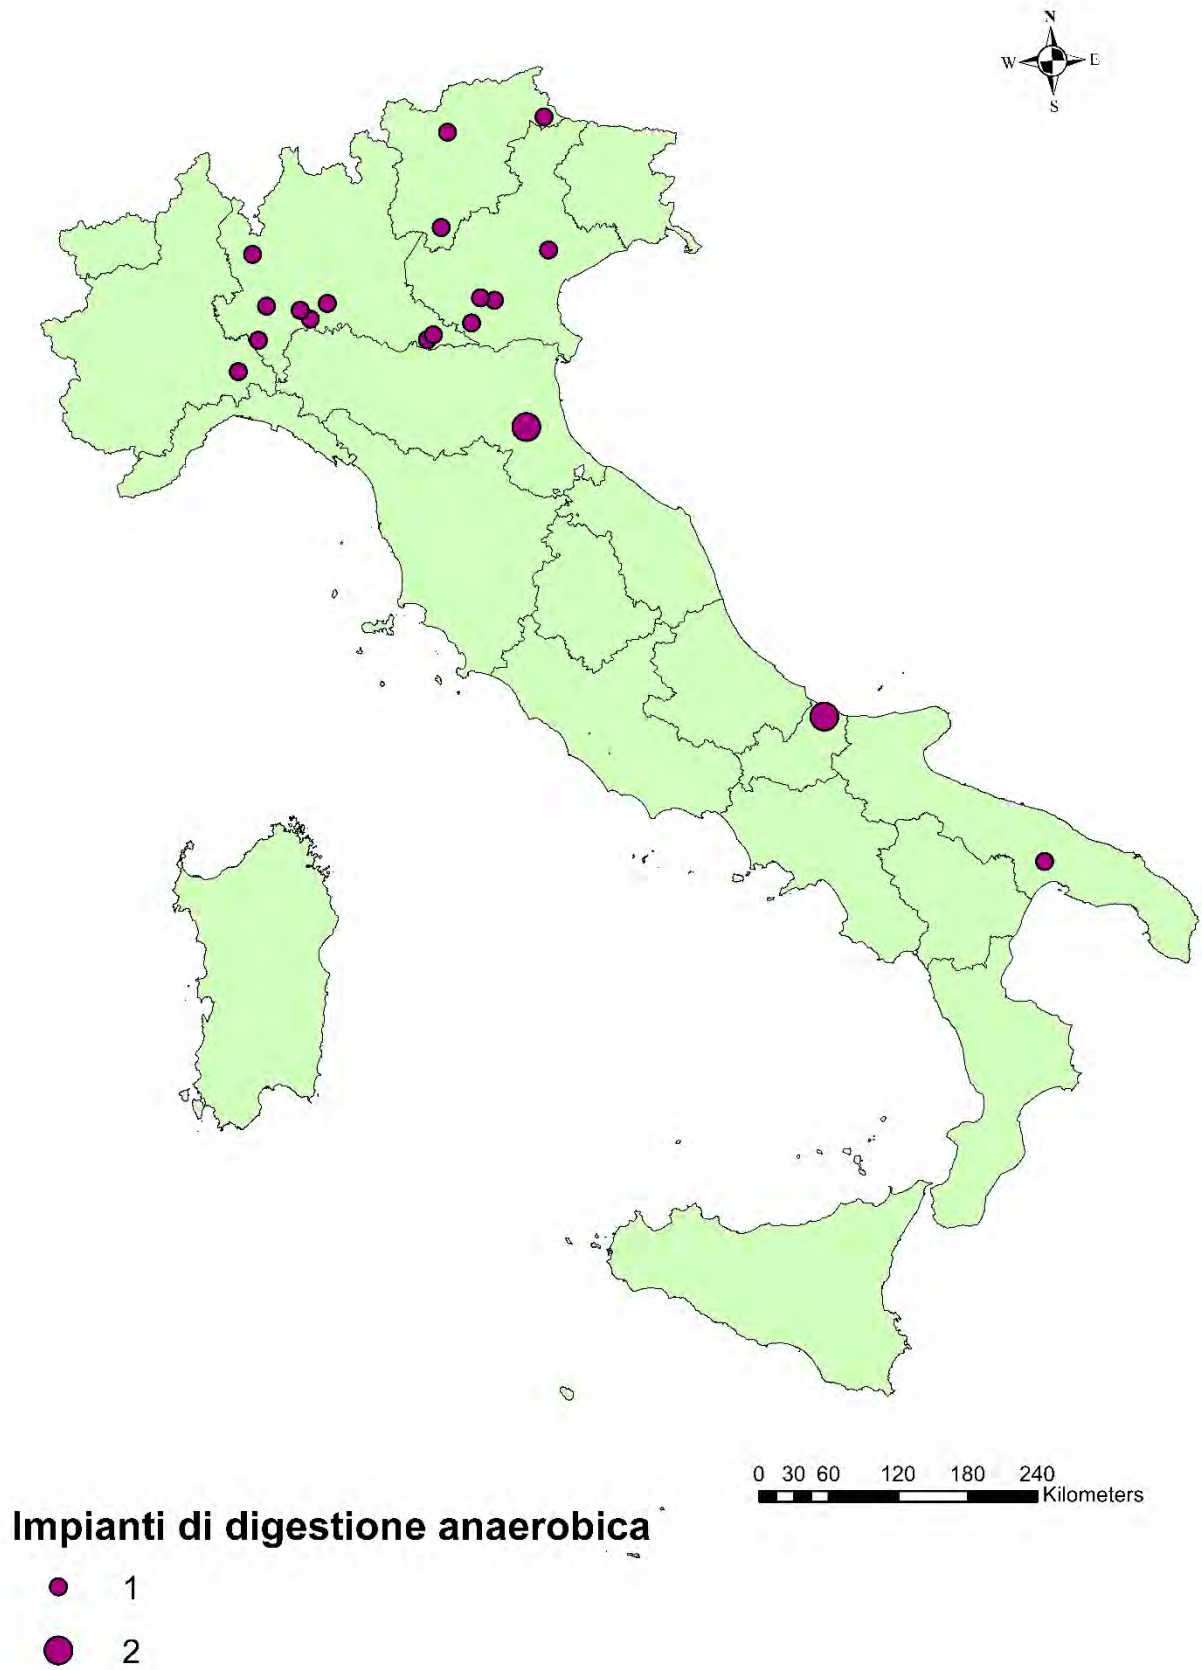 N
W E
S
0 30 60 120 180 240
Kilometers
Impianti di digestione anaerobica
1
2